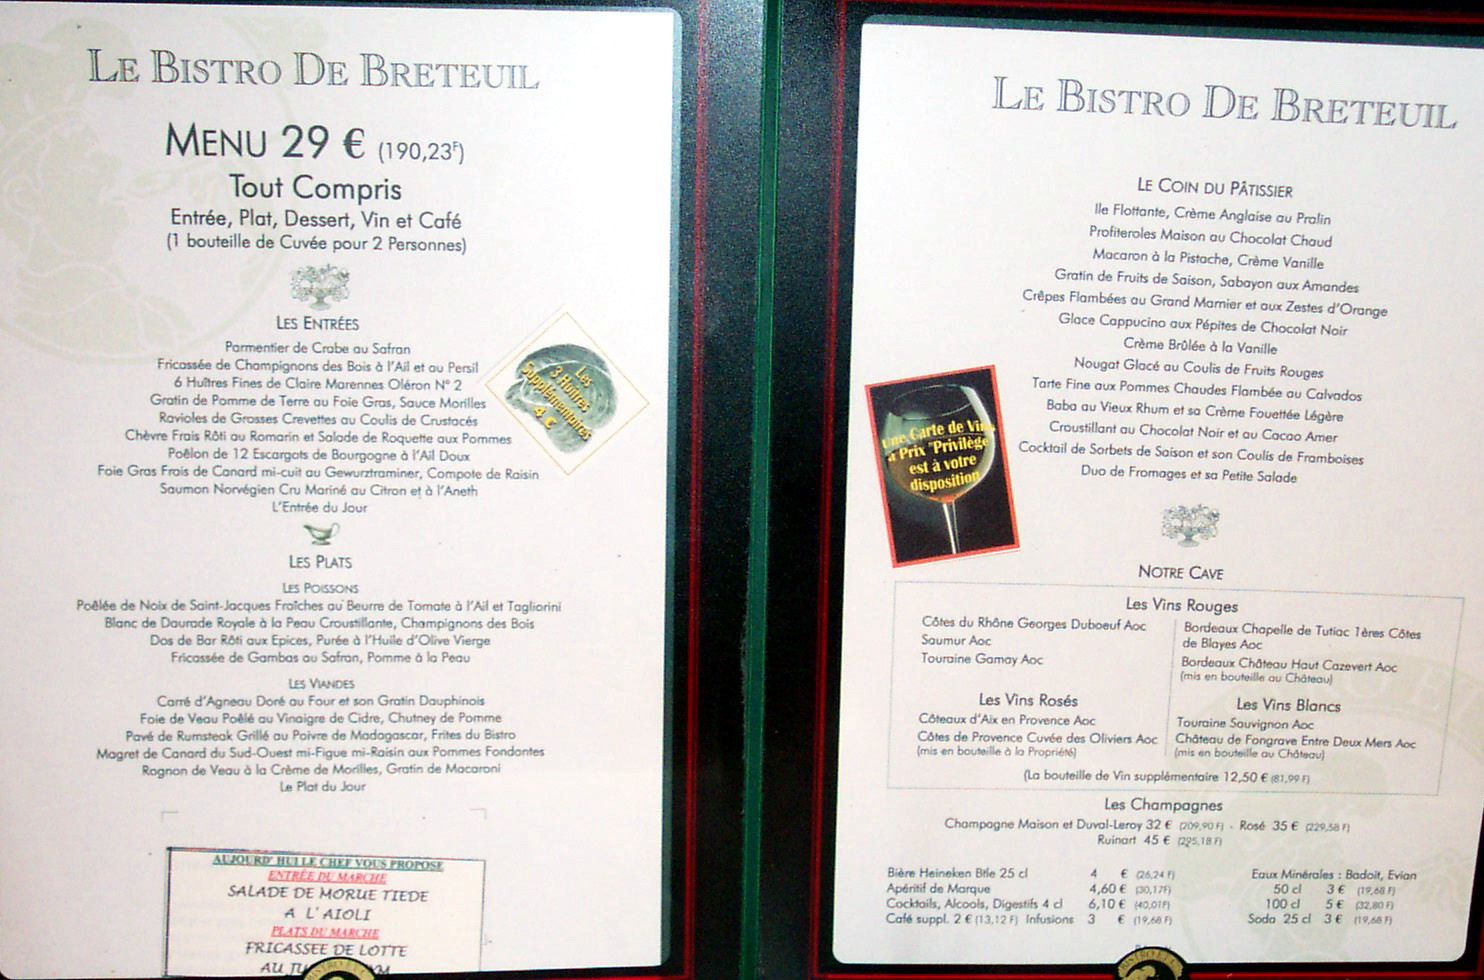 LE BISTRO DE BRETEUIL
MENU 29 € (190,23F)
Tout Compris
Entrée, Plat, Dessert, Vin et Café
(1 bouteille de Cuvée pour 2 Personnes)
LES ENTRÉES
Parmentier de Crabe au Safran
Fricassée de Champignons des Bois à l'Ail et au Persil
6 Huîtres Fines de Claire Marennes Oléron N° 2
Gratin de Pomme de Terre au Foie Gras, Sauce Morilles
Ravioles de Grosses Crevettes au Coulis de Crustacés
Chèvre Frais Rôti au Romarin et Salade de Roquette aux Pommes
Poêlon de 12 Escargots de Bourgogne à l'Ail Doux
Foie Gras Frais de Canard mi-cuit au Gewurztraminer, Compote de Raisin
Saumon Norvégien Cru Mariné au Citron et à l'Aneth
L'Entrée du Jour
Les
3 Huîtres
Supplémentaires
4 €
LES PLATS
LES POISSONS
Poêlée de Noix de Saint-Jacques Fraîches au Beurre de Tomate à l'Ail et Tagliorini
Blanc de Daurade Royale à la Peau Croustillante, Champignons des Bois
Dos de Bar Rôti aux Epices, Purée à l'Huile d'Olive Vierge
Fricassée de Gambas au Safran, Pomme à la Peau
LES VIANDES
Carré d'Agneau Doré au Four et son Gratin Dauphinois
Foie de Veau Poêlé au Vinaigre de Cidre, Chutney de Pomme
Pavé de Rumsteak Grillé au Poivre de Madagascar, Frites du Bistro
Magret de Canard du Sud-Ouest mi-Figue mi-Raisin aux Pommes Fondantes
Rognon de Veau à la Crème de Morilles, Gratin de Macaroni
Le Plat du Jour
AUJOURD' HUI LE CHEF VOUS PROPOSE
ENTRÉE DU MARCHE
SALADE DE MORUE TIEDE
A L' AIOLI
PLATS DU MARCHE
FRICASSEE DE LOTTE
AU
LE BISTRO DE BRETEUIL
LE COIN DU PÂTISSIER
Ile Flottante, Crème Anglaise au Pralin
Profiteroles Maison au Chocolat Chaud
Macaron à la Pistache, Crème Vanille
Gratin de Fruits de Saison, Sabayon aux Amandes
Crêpes Flambées au Grand Marnier et aux Zestes d'Orange
Glace Cappucino aux Pépites de Chocolat Noir
Crème Brûlée à la Vanille
Nougat Glacé au Coulis de Fruits Rouges
Tarte Fine aux Pommes Chaudes Flambée au Calvados
Baba au Vieux Rhum et sa Crème Fouettée Légère
Croustillant au Chocolat Noir et au Cacao Amer
Cocktail de Sorbets de Saison et son Coulis de Framboises
Duo de Fromages et sa Petite Salade
Une Carte de Vins
à Prix "Privilège"
est à votre
disposition
NOTRE CAVE
Les Vins Rouges
Côtes du Rhône Georges Duboeuf Aoc
Saumur Aoc
Touraine Gamay Aoc
Bordeaux Chapelle de Tutiac 1ères Côtes
de Blayes Aoc
Bordeaux Château Haut Cazevert Aoc
(mis en bouteille au Château)
Les Vins Rosés
Côteaux d'Aix en Provence Aoc
Côtes de Provence Cuvée des Oliviers Aoc
(mis en bouteille à la Propriété)
Les Vins Blancs
Touraine Sauvignon Aoc
Château de Fongrave Entre Deux Mers Aoc
(mis en bouteille au Château)
(La bouteille de Vin supplémentaire 12,50 € (81,99 F)
Les Champagnes
Champagne Maison et Duval-Leroy 32 € (209,90 F) - Rosé 35 € (229,58 F)
Ruinart 45 € (295,18 F)
Bière Heineken Btle 25 cl 4 € (26,24 F)
Apéritif de Marque 4,60 € (30,17F)
Cocktails, Alcools, Digestifs 4 cl 6,10 € (40,01F)
Café suppl. 2 € (13,12 F) Infusions 3 € (19,68 F)
Eaux Minérales : Badoit, Evian
50 cl 3 € (19,68 F)
100 cl 5 € (32,80 F)
Soda 25 cl 3 € (19,68 F)